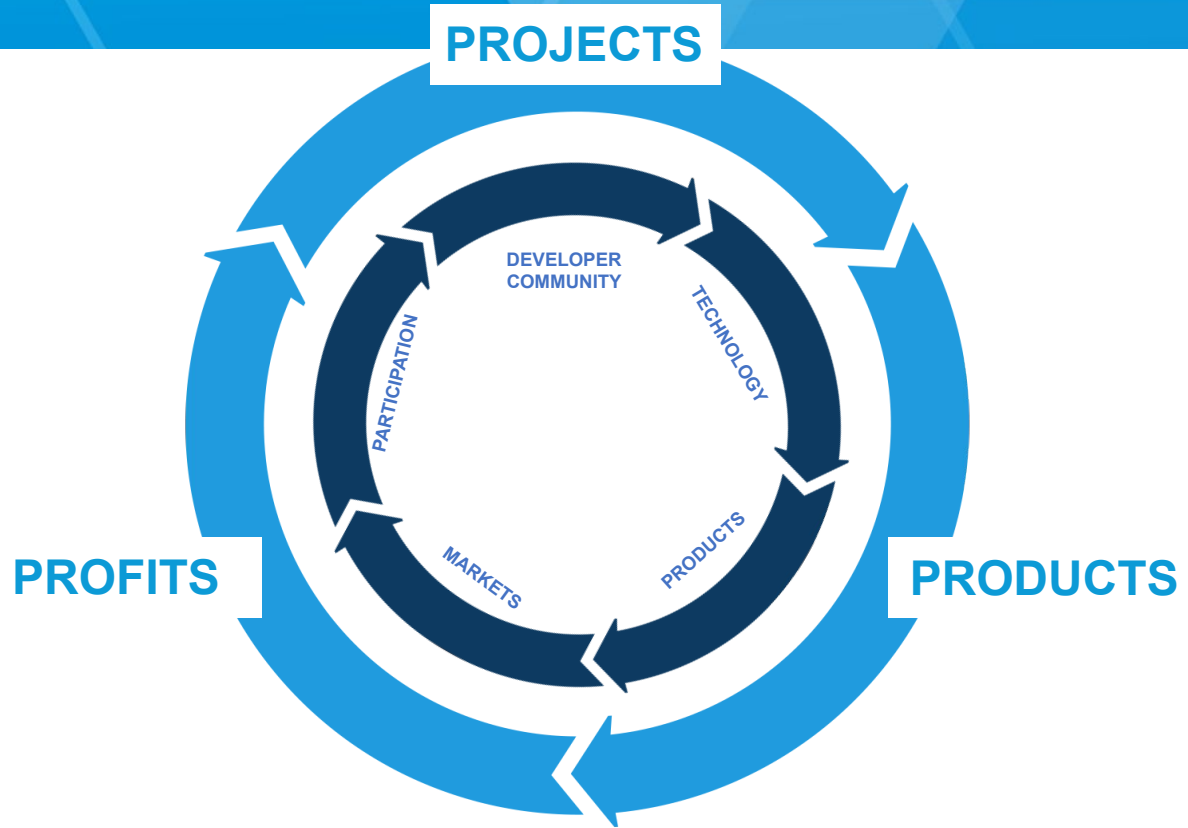 PROJECTS
DEVELOPER
COMMUNITY
TECHNOLOGY
PARTICIPATION
PRODUCTS
MARKETS
PROFITS
PRODUCTS